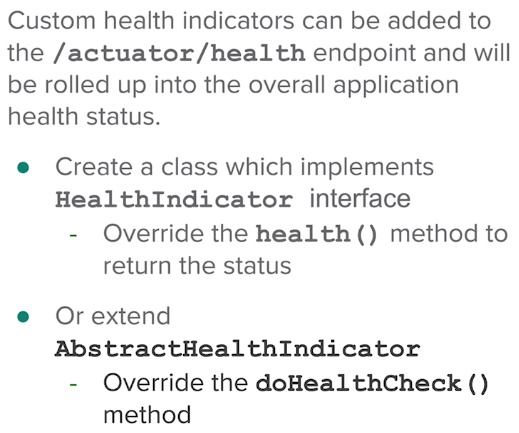 Custom health indicators can be added to
the /actuator/health endpoint and will
be rolled up into the overall application
health status.
● Create a class which implements
HealthIndicator interface
- Override the health() method to
return the status
● Or extend
AbstractHealthIndicator
- Override the doHealthCheck()
method